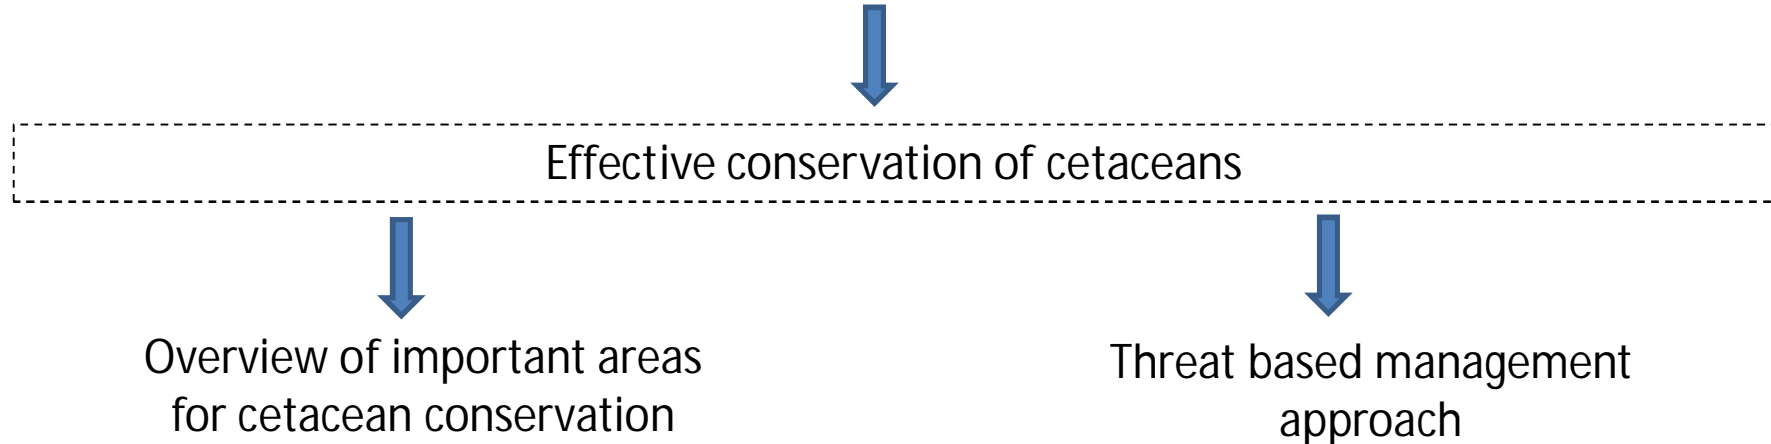 Effective conservation of cetaceans
Overview of important areas
for cetacean conservation
Threat based management
approach